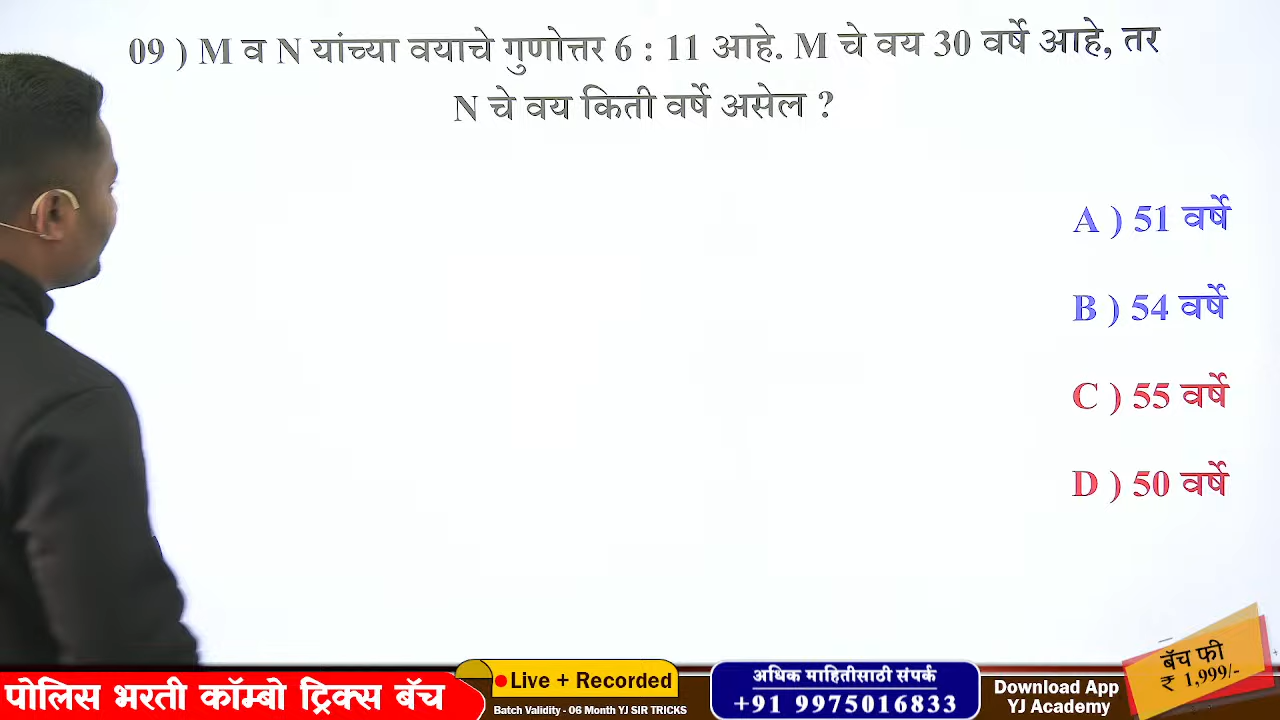 09 ) M व N यांच्या वयाचे गुणोत्तर 6 : 11 आहे. M चे वय 30 वर्षे आहे, तर
N चे वय किती वर्षे असेल ?
A ) 51 वर्षे
B ) 54 वर्षे
C ) 55 वर्षे
D ) 50 वर्षे
पोलिस भरती कॉम्बो ट्रिक्स बॅच
Live + Recorded
Batch Validity - 06 Month YJ SIR TRICKS
अधिक माहितीसाठी संपर्क
+91 9975016833
Download App
YJ Academy
बॅच फी
₹ 1,999/-